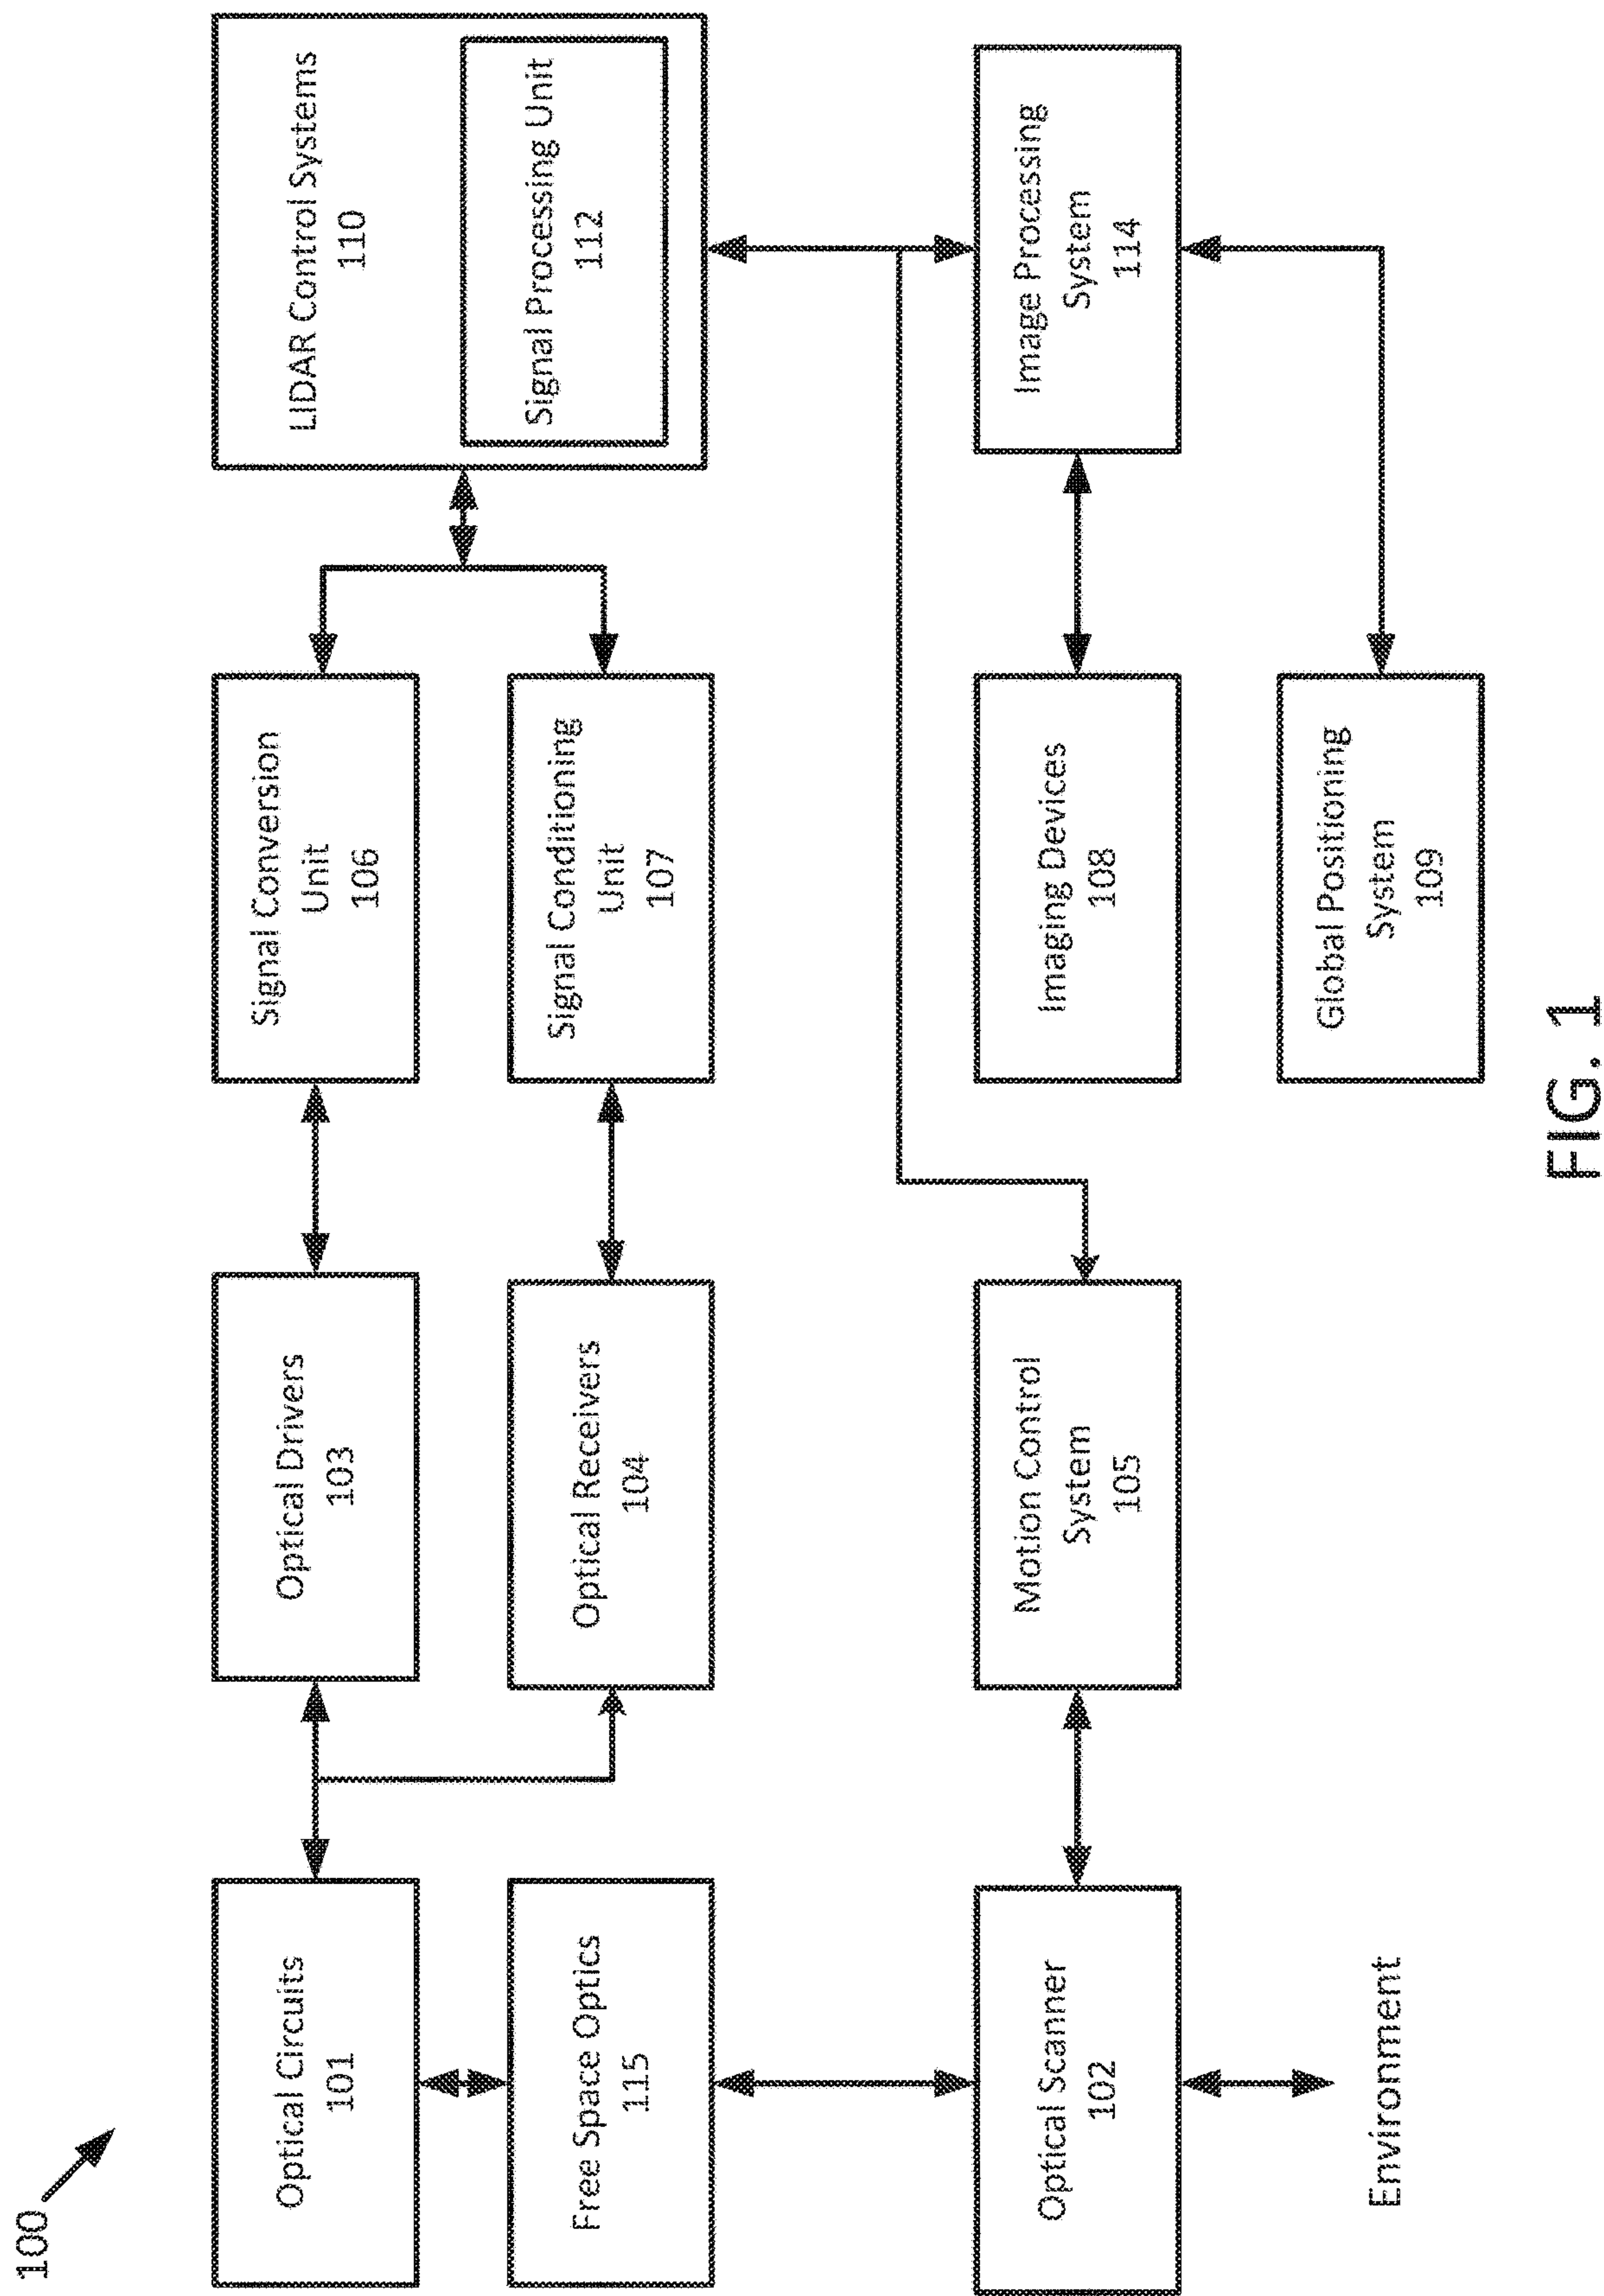 100
Optical Circuits
101
Optical Drivers
103
Signal Conversion
Unit
106
LIDAR Control Systems
110
Signal Processing Unit
112
Free Space Optics
115
Optical Receivers
104
Signal Conditioning
Unit
107
Optical Scanner
102
Motion Control
System
105
Imaging Devices
108
Image Processing
System
114
Global Positioning
System
109
Environment
FIG. 1